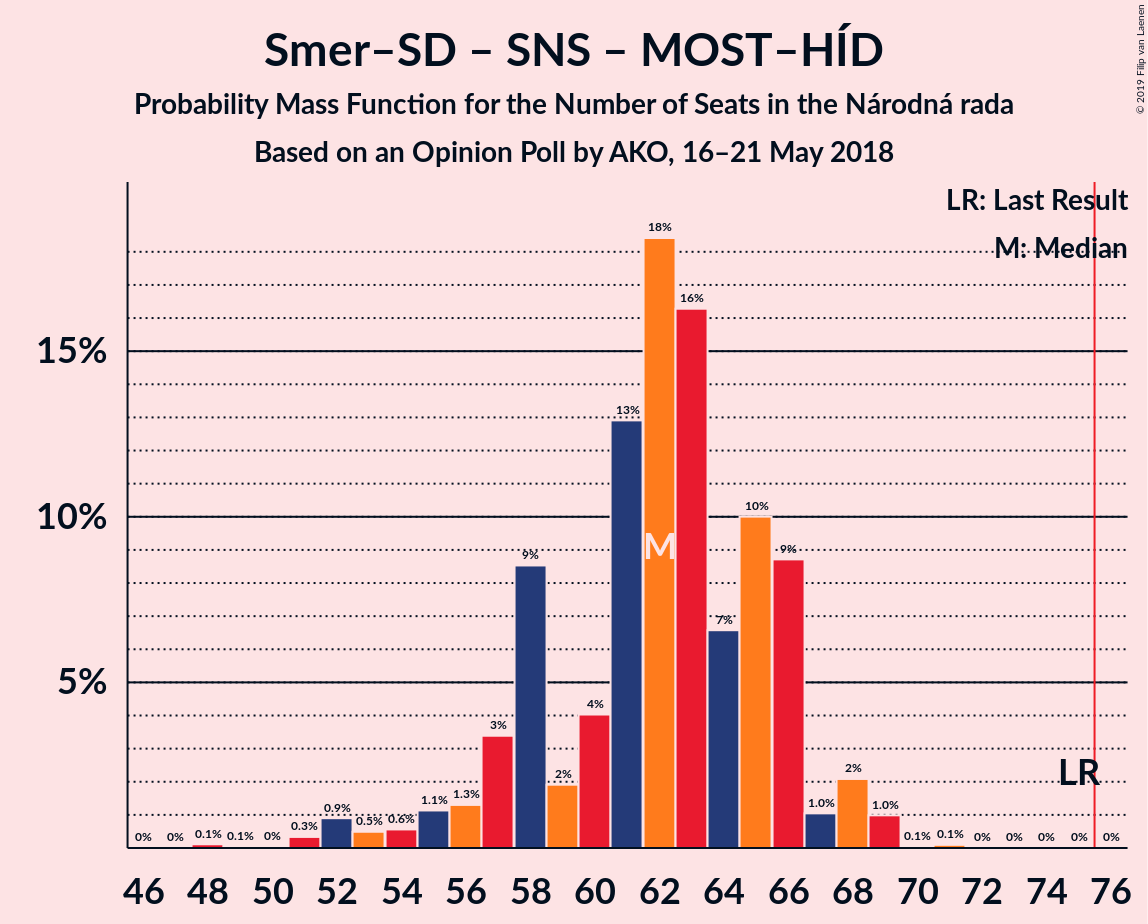 Smer–SD – SNS – MOST–HÍD
Probability Mass Function for the Number of Seats in the Národná rada
Based on an Opinion Poll by AKO, 16–21 May 2018
© 2019 Filip van Laenen
LR: Last Result
M: Median
18%
16%
15%
13%
10%
10%
9%
9%
M
7%
5%
4%
3%
2%
2%
LR
1.3%
1.1%
1.0%
1.0%
0.9%
0.6%
0.5%
0.3%
0% 0% 0.1% 0.1% 0% 0.1% 0.1% 0% 0% 0% 0% 0%
46 48 50 52 54 56 58 60 62 64 66 68 70 72 74 76